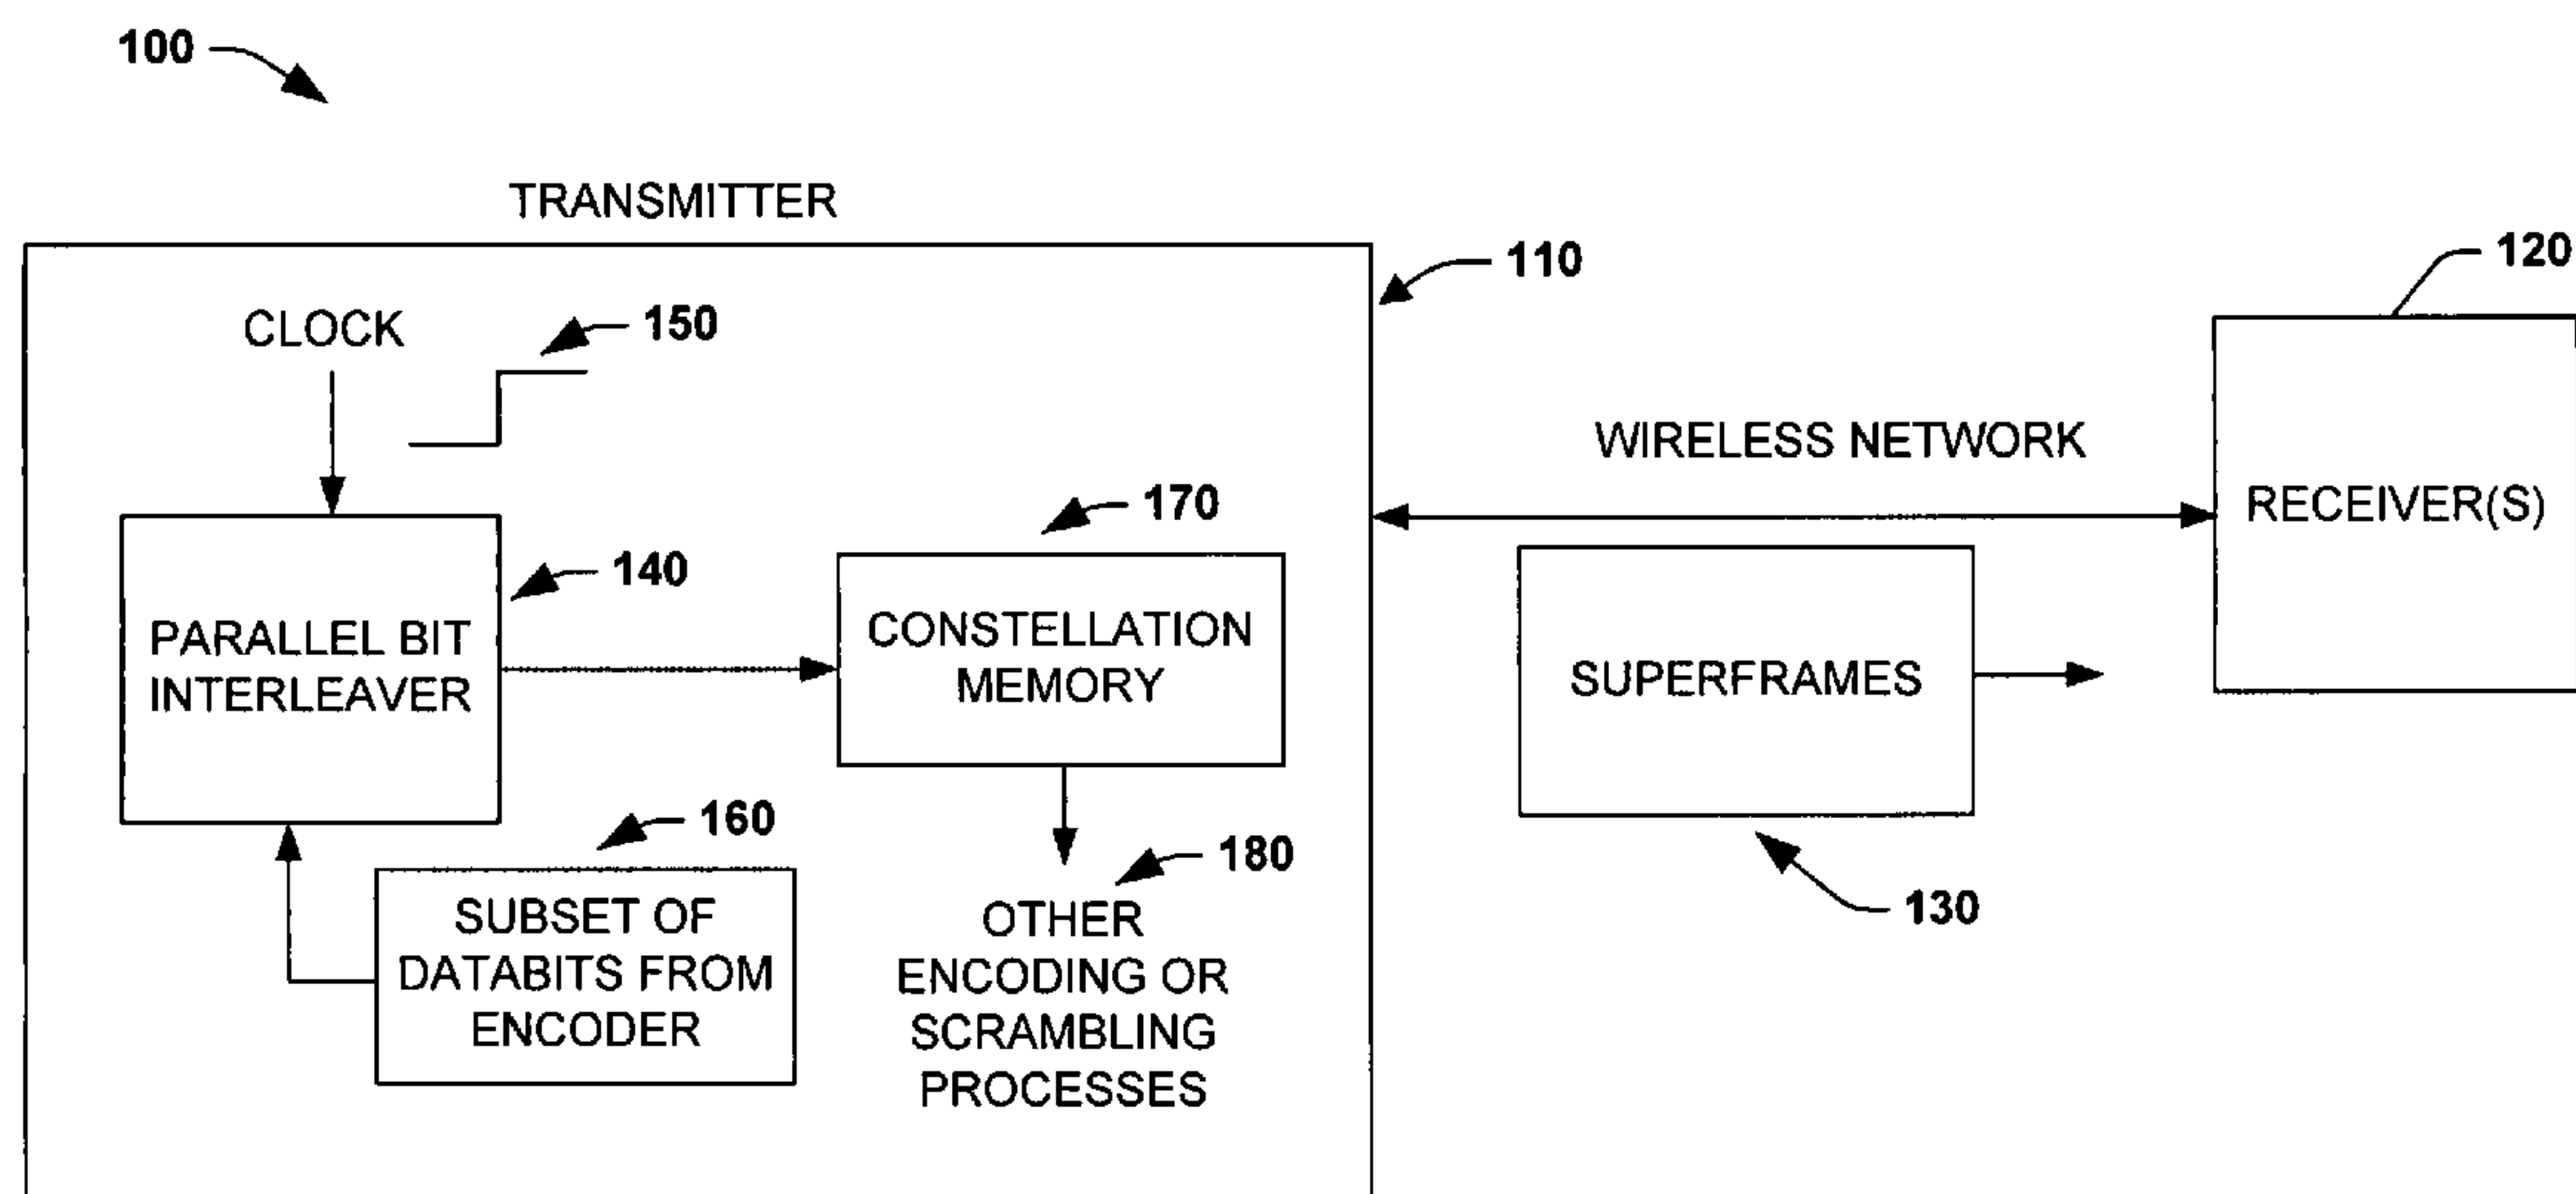 100
TRANSMITTER
110
120
CLOCK
150
WIRELESS NETWORK
RECEIVER(S)
170
140
PARALLEL BIT
INTERLEAVER
CONSTELLATION
MEMORY
SUPERFRAMES
160
180
130
SUBSET OF
DATABITS FROM
ENCODER
OTHER
ENCODING OR
SCRAMBLING
PROCESSES